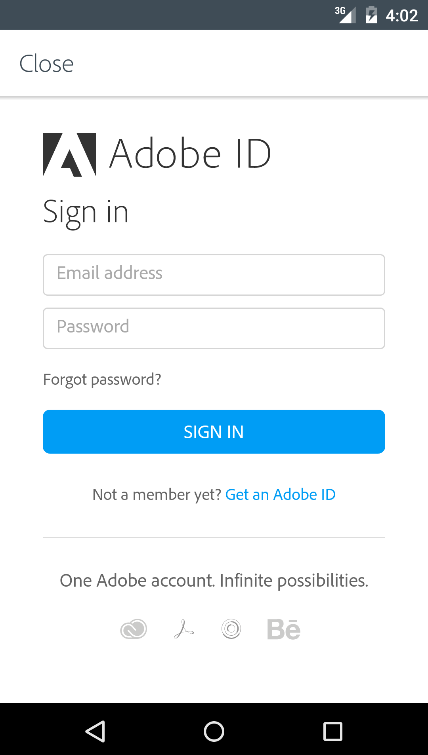 3G 4:02
Close
Adobe ID
Sign in
Email address
Password
Forgot password?
SIGN IN
Not a member yet? Get an Adobe ID
One Adobe account. Infinite possibilities.
Bē